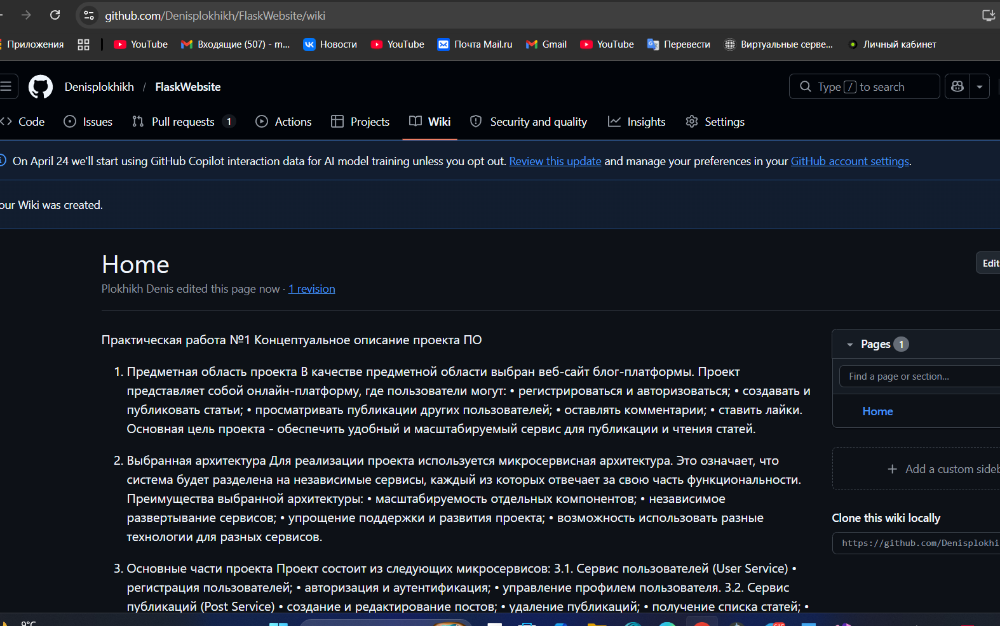 github.com/Denisplokhikh/FlaskWebsite/wiki
Приложения YouTube Входящие (507) - m... Новости YouTube Почта Mail.ru Gmail YouTube Перевести Виртуальные серве... Личный кабинет
Denisplokhikh / FlaskWebsite
Type / to search
Code Issues Pull requests 1 Actions Projects Wiki Security and quality Insights Settings
On April 24 we'll start using GitHub Copilot interaction data for AI model training unless you opt out. Review this update and manage your preferences in your GitHub account settings.
our Wiki was created.
Home
Edit
Plokhikh Denis edited this page now · 1 revision
Практическая работа №1 Концептуальное описание проекта ПО
1. Предметная область проекта В качестве предметной области выбран веб-сайт блог-платформы. Проект
представляет собой онлайн-платформу, где пользователи могут: • регистрироваться и авторизоваться; • создавать и
публиковать статьи; • просматривать публикации других пользователей; • оставлять комментарии; • ставить лайки.
Основная цель проекта - обеспечить удобный и масштабируемый сервис для публикации и чтения статей.
2. Выбранная архитектура Для реализации проекта используется микросервисная архитектура. Это означает, что
система будет разделена на независимые сервисы, каждый из которых отвечает за свою часть функциональности.
Преимущества выбранной архитектуры: • масштабируемость отдельных компонентов; • независимое
развертывание сервисов; • упрощение поддержки и развития проекта; • возможность использовать разные
технологии для разных сервисов.
3. Основные части проекта Проект состоит из следующих микросервисов: 3.1. Сервис пользователей (User Service) •
регистрация пользователей; • авторизация и аутентификация; • управление профилем пользователя. 3.2. Сервис
публикаций (Post Service) • создание и редактирование постов; • удаление публикаций; • получение списка статей; •
Pages 1
Find a page or section...
Home
Add a custom sideb
Clone this wiki locally
https://github.com/Denisplokhi
9°C